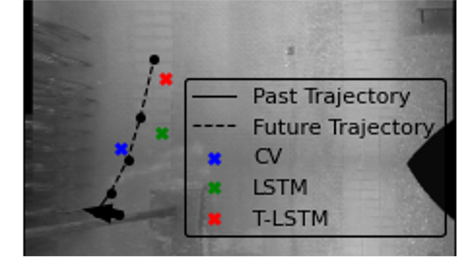 Past Trajectory
Future Trajectory
CV
LSTM
T-LSTM